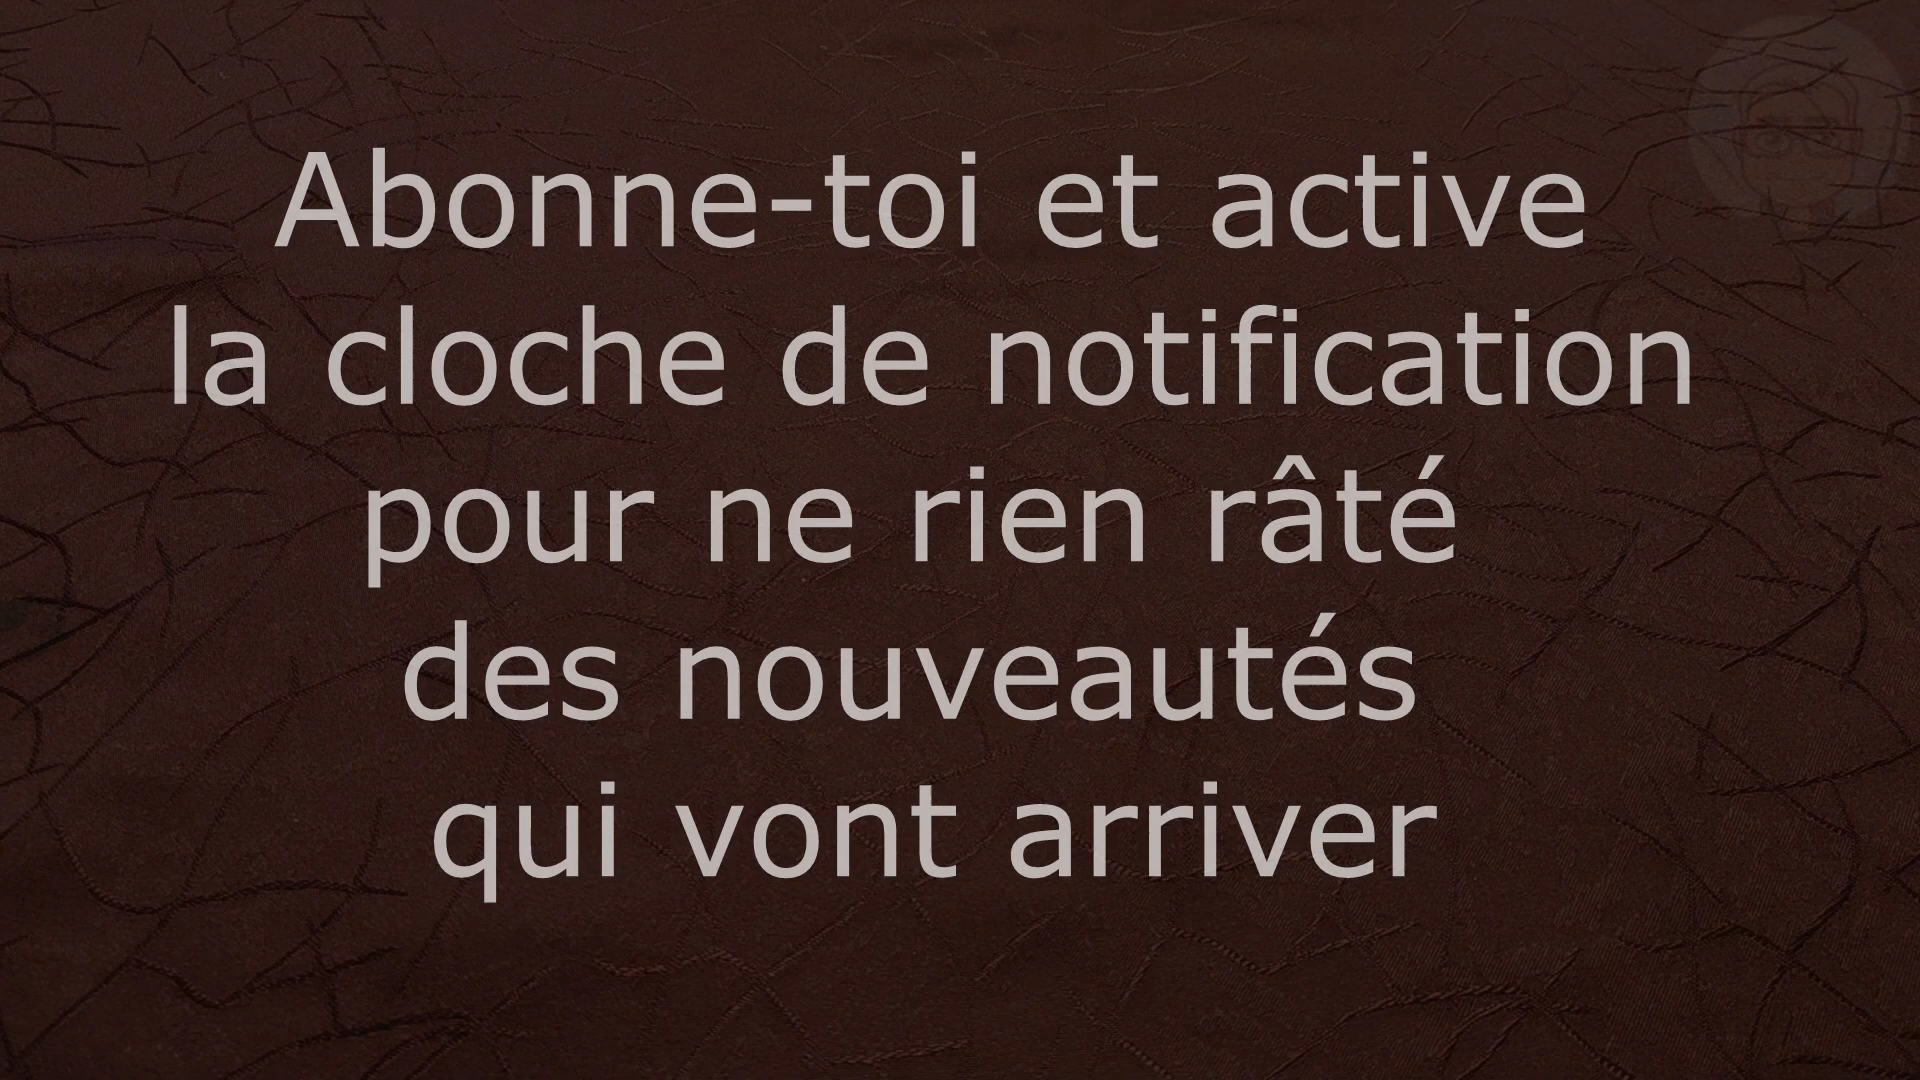 Abonne-toi et active
la cloche de notification
pour ne rien râté
des nouveautés
qui vont arriver